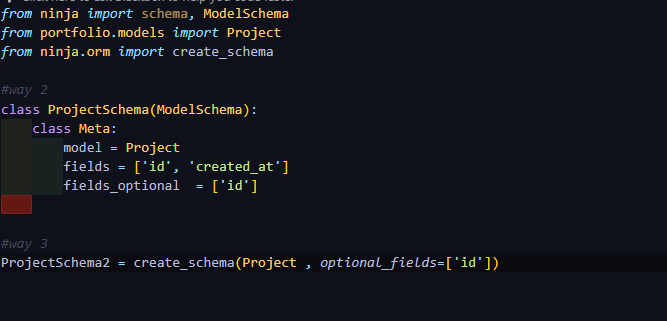 from ninja import schema, ModelSchema
from portfolio.models import Project
from ninja.orm import create_schema
#way 2
class ProjectSchema(ModelSchema):
    class Meta:
        model = Project
        fields = ['id', 'created_at']
        fields_optional  = ['id']
#way 3
ProjectSchema2 = create_schema(Project , optional_fields=['id'])